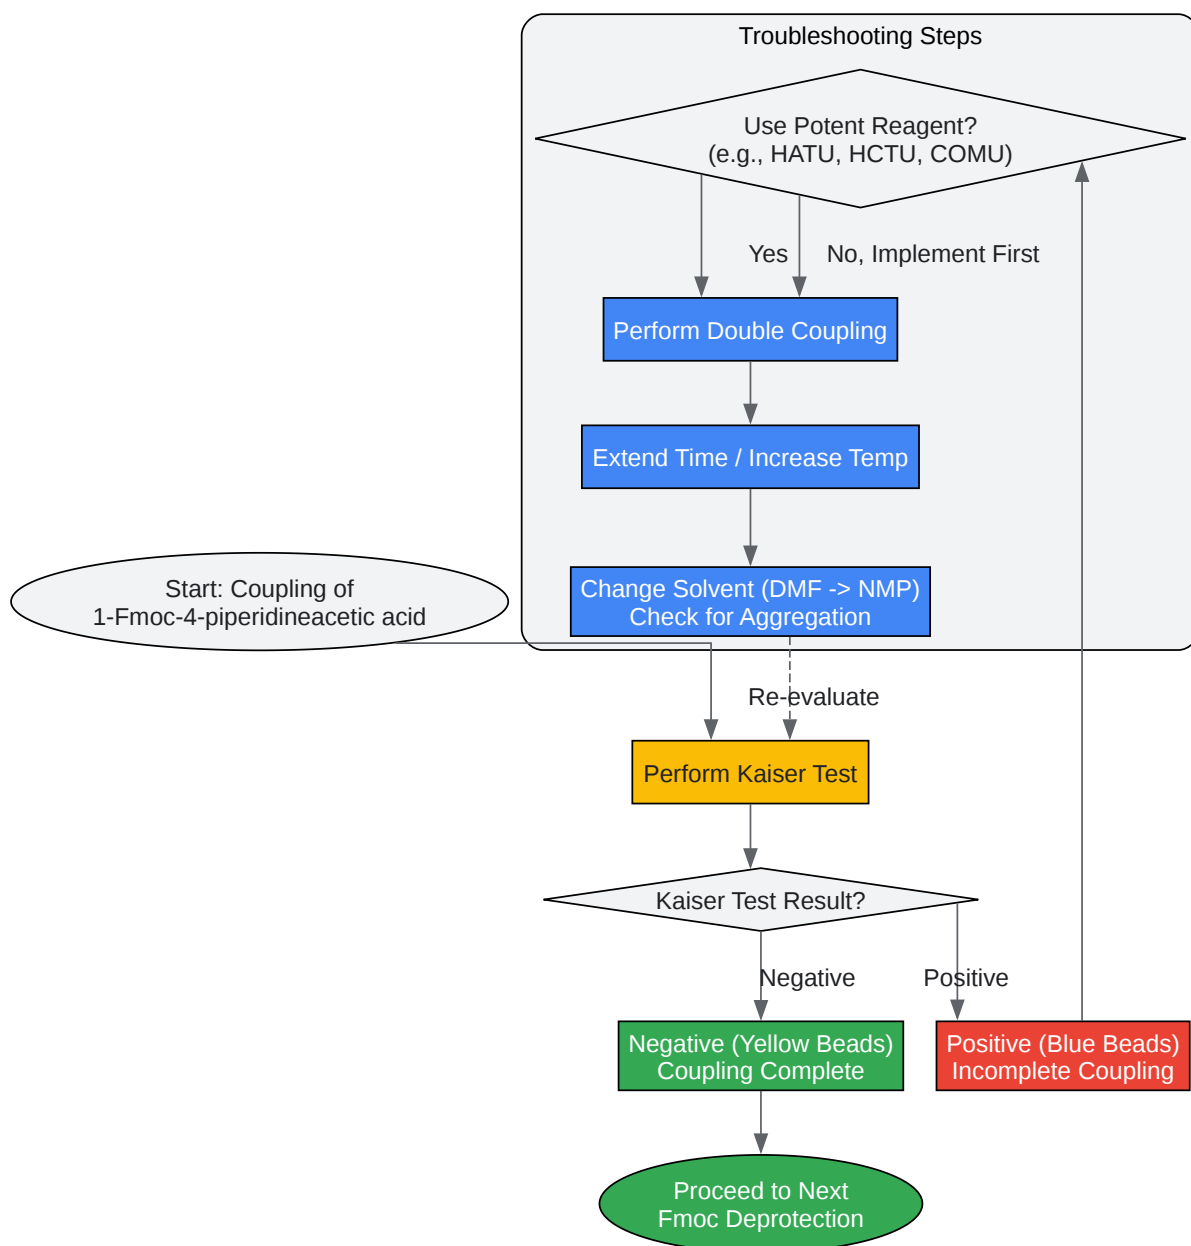 Troubleshooting Steps
Use Potent Reagent?
(e.g., HATU, HCTU, COMU)
Yes
No, Implement First
Perform Double Coupling
Extend Time / Increase Temp
Start: Coupling of
1-Fmoc-4-piperidineacetic acid
Change Solvent (DMF -> NMP)
Check for Aggregation
Re-evaluate
Perform Kaiser Test
Kaiser Test Result?
Negative
Positive
Negative (Yellow Beads)
Coupling Complete
Positive (Blue Beads)
Incomplete Coupling
Proceed to Next
Fmoc Deprotection